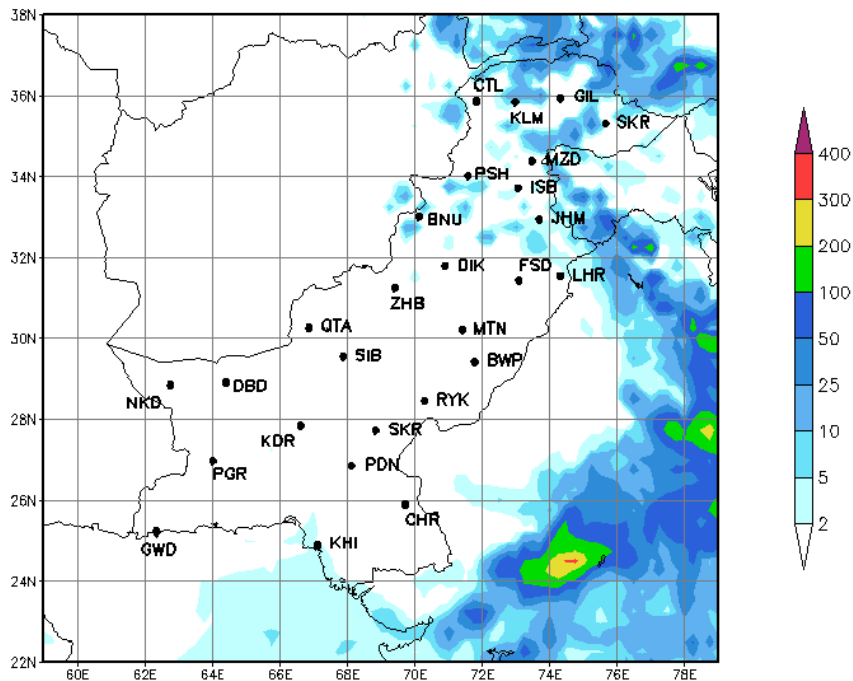 38N
CTL
GIL
36N
KLM
SKR
400
MZD
34N
PSH
ISB
300
BNU
JHM
200
32N
DIK
FSD
LHR
100
ZHB
30N
QTA
MTN
50
SIB
BWP
25
NKD
DBD
RYK
28N
10
KDR
SKR
PGR
PDN
5
26N
CHR
2
GWD
KHI
24N
22N
60E 62E 64E 66E 68E 70E 72E 74E 76E 78E